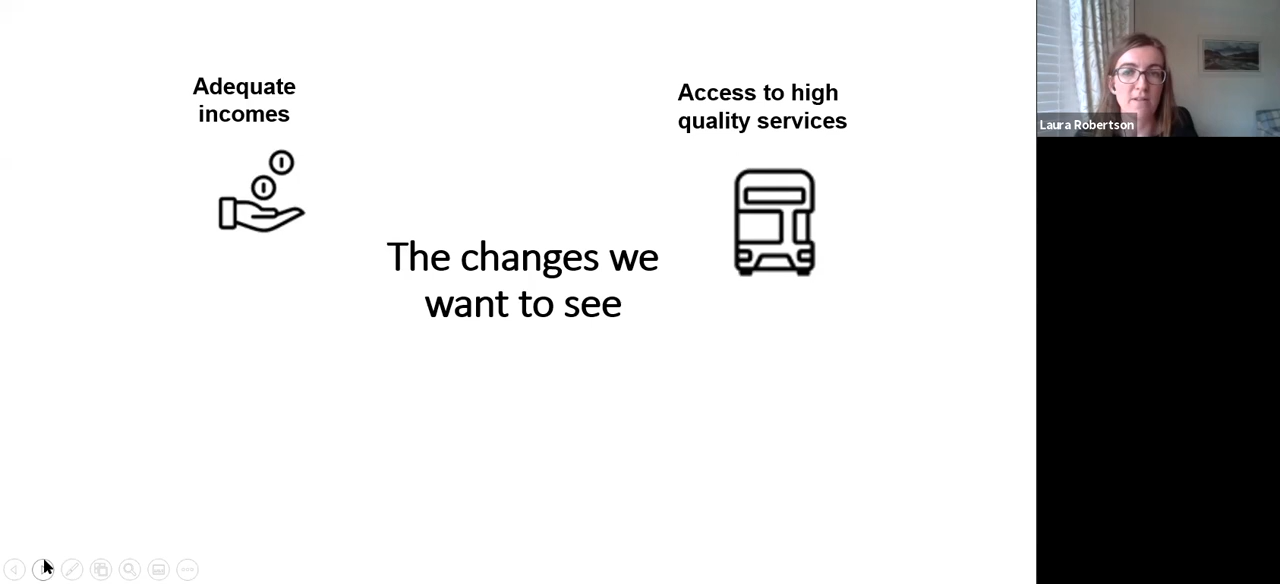 Adequate
incomes
Access to high
quality services
The changes we
want to see
Laura Robertson